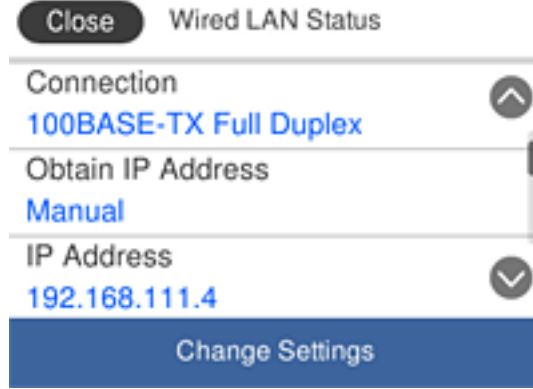 Close Wired LAN Status
Connection
100BASE-TX Full Duplex
Obtain IP Address
Manual
IP Address
192.168.111.4
Change Settings